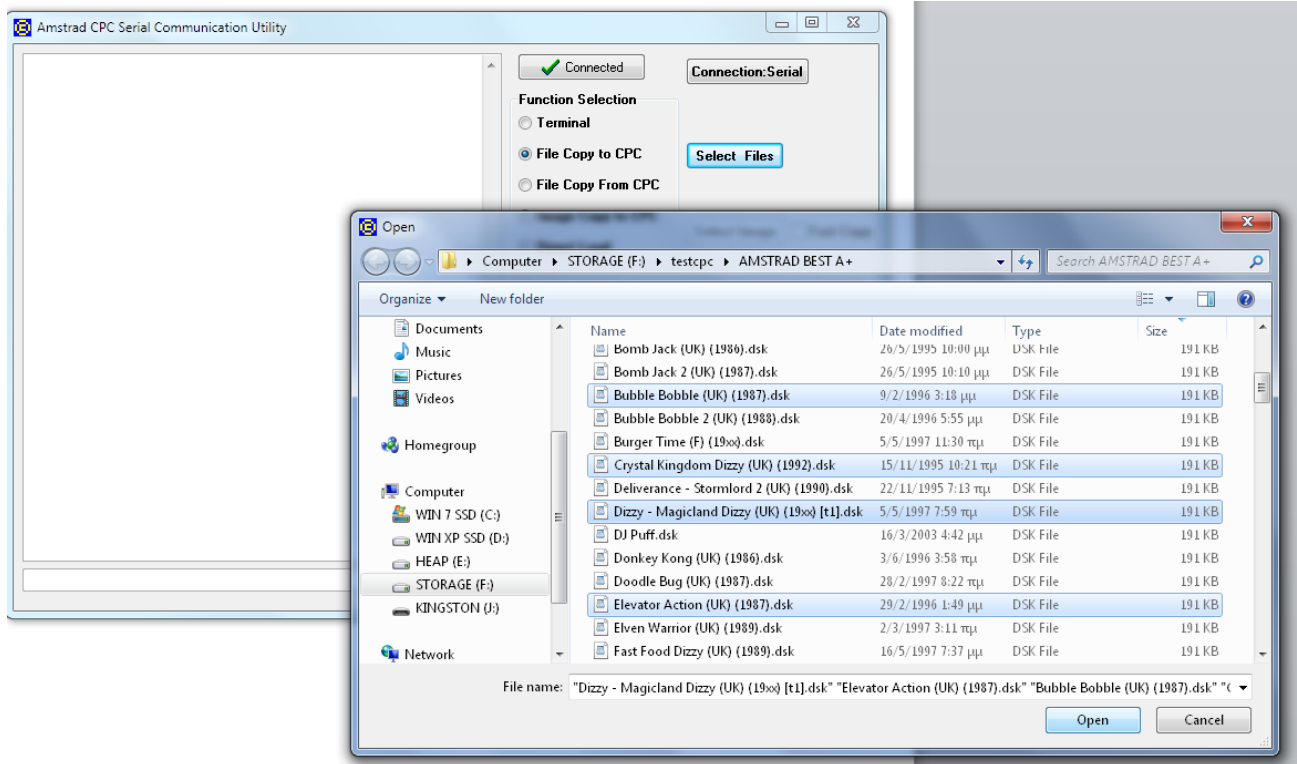 Amstrad CPC Serial Communication Utility
Connected
Connection:Serial
Function Selection
Terminal
File Copy to CPC
Select Files
File Copy From CPC
Image Copy to CPC
Select Image
Fast Copy
Direct Load
Open
Computer STORAGE (F:) testcpc AMSTRAD BEST A+
Search AMSTRAD BEST A+
Organize New folder
Documents
Music
Pictures
Videos
Homegroup
Computer
WIN 7 SSD (C:)
WIN XP SSD (D:)
HEAP (E:)
STORAGE (F:)
KINGSTON (J:)
Network
Name Date modified Type Size
Bomb Jack (UK) (1986).dsk 26/5/1995 10:00 μμ DSK File 191 KB
Bomb Jack 2 (UK) (1987).dsk 26/5/1995 10:10 μμ DSK File 191 KB
Bubble Bobble (UK) (1987).dsk 9/2/1996 3:18 μμ DSK File 191 KB
Bubble Bobble 2 (UK) (1988).dsk 20/4/1996 5:55 μμ DSK File 191 KB
Burger Time (F) (19xx).dsk 5/5/1997 11:30 πμ DSK File 191 KB
Crystal Kingdom Dizzy (UK) (1992).dsk 15/11/1995 10:21 πμ DSK File 191 KB
Deliverance - Stormlord 2 (UK) (1990).dsk 22/11/1995 7:13 πμ DSK File 191 KB
Dizzy - Magicland Dizzy (UK) (19xx) [t1].dsk 5/5/1997 7:59 πμ DSK File 191 KB
DJ Puff.dsk 16/3/2003 4:42 μμ DSK File 191 KB
Donkey Kong (UK) (1986).dsk 3/6/1996 3:58 πμ DSK File 191 KB
Doodle Bug (UK) (1987).dsk 28/2/1997 8:22 πμ DSK File 191 KB
Elevator Action (UK) (1987).dsk 29/2/1996 1:49 μμ DSK File 191 KB
Elven Warrior (UK) (1989).dsk 2/3/1997 3:11 πμ DSK File 191 KB
Fast Food Dizzy (UK) (1989).dsk 16/5/1997 7:37 μμ DSK File 191 KB
File name: "Dizzy - Magicland Dizzy (UK) (19xx) [t1].dsk" "Elevator Action (UK) (1987).dsk" "Bubble Bobble (UK) (1987).dsk" "(
Open Cancel